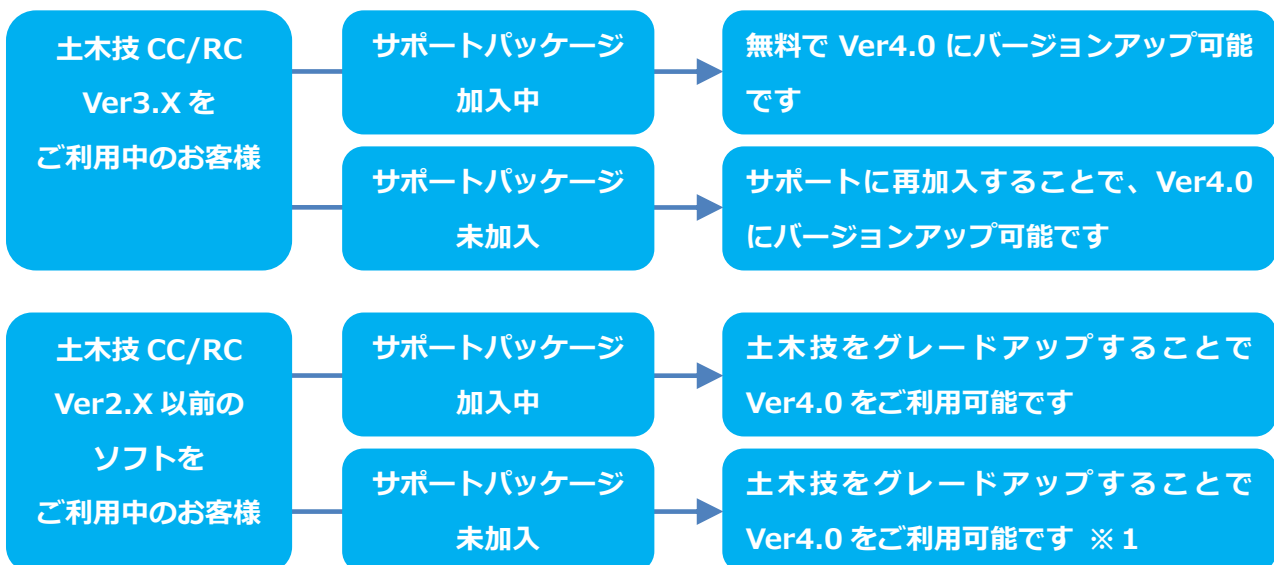 土木技 CC/RC
Ver3.X を
ご利用中のお客様
サポートパッケージ
加入中
無料で Ver4.0 にバージョンアップ可能
です
サポートパッケージ
未加入
サポートに再加入することで、Ver4.0
にバージョンアップ可能です
土木技 CC/RC
Ver2.X 以前の
ソフトを
ご利用中のお客様
サポートパッケージ
加入中
土木技をグレードアップすることで
Ver4.0 をご利用可能です
サポートパッケージ
未加入
土木技をグレードアップすることで
Ver4.0 をご利用可能です ※１